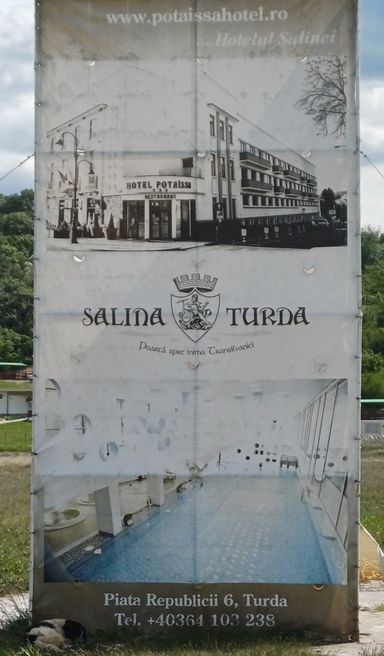 www.potaissahotel.ro
... Hotelul Salinei
HOTEL POTAISSA
RESTAURANT
SALINA TURDA
Poartă spre inima Transilvaniei
Piata Republicii 6, Turda
Tel. +40364 103 238